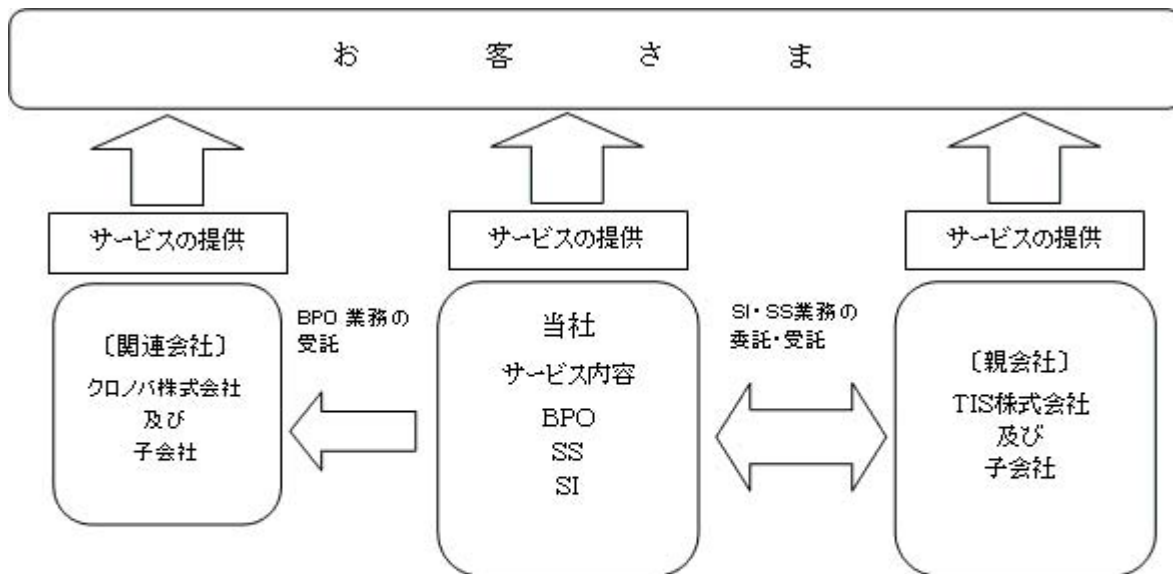 お客さま
サービスの提供
サービスの提供
サービスの提供
〔関連会社〕
クロノバ株式会社
及び
子会社
BPO 業務の
受託
当社
サービス内容
BPO
SS
SI
SI・SS業務の
委託・受託
〔親会社〕
TIS株式会社
及び
子会社